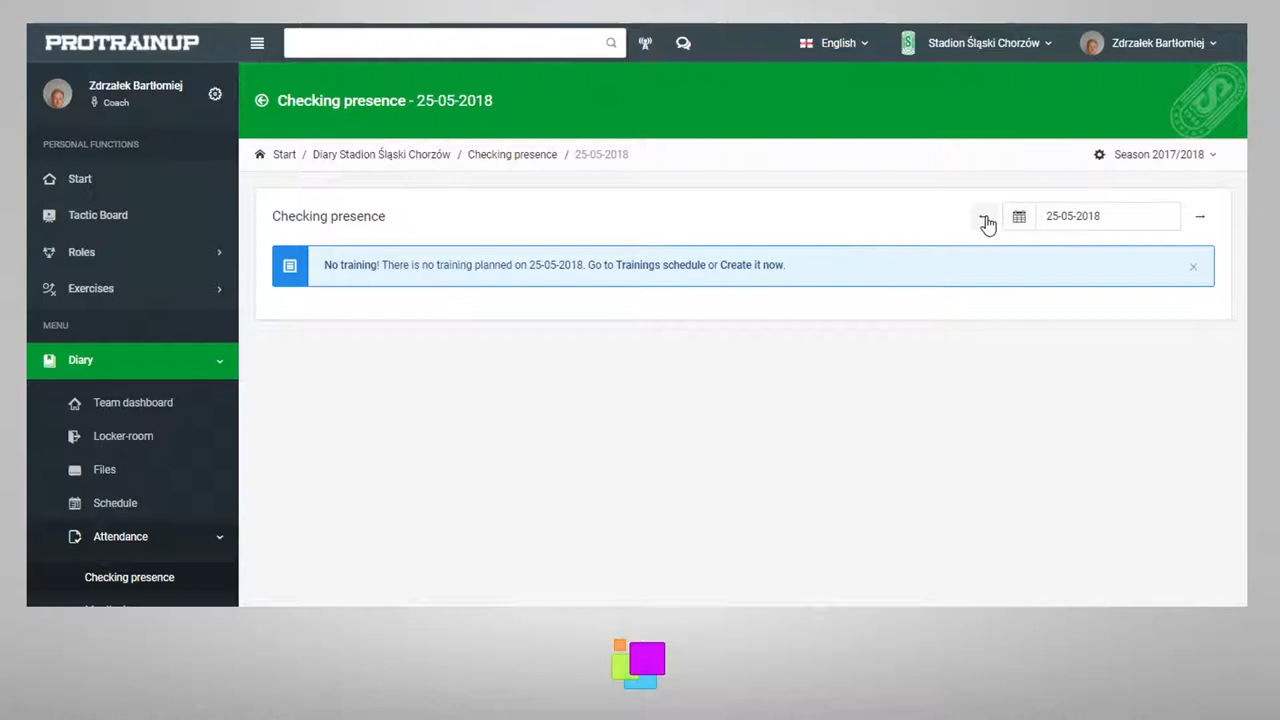 PROTRAINUP
English
Stadion Śląski Chorzów
Zdrzałek Bartłomiej
Zdrzałek Bartłomiej
Coach
Checking presence - 25-05-2018
PERSONAL FUNCTIONS
Start / Diary Stadion Śląski Chorzów / Checking presence / 25-05-2018
Season 2017/2018
Start
Tactic Board
Roles
Exercises
MENU
Diary
Team dashboard
Locker-room
Files
Schedule
Attendance
Checking presence
Checking presence
25-05-2018
No training! There is no training planned on 25-05-2018. Go to Trainings schedule or Create it now.